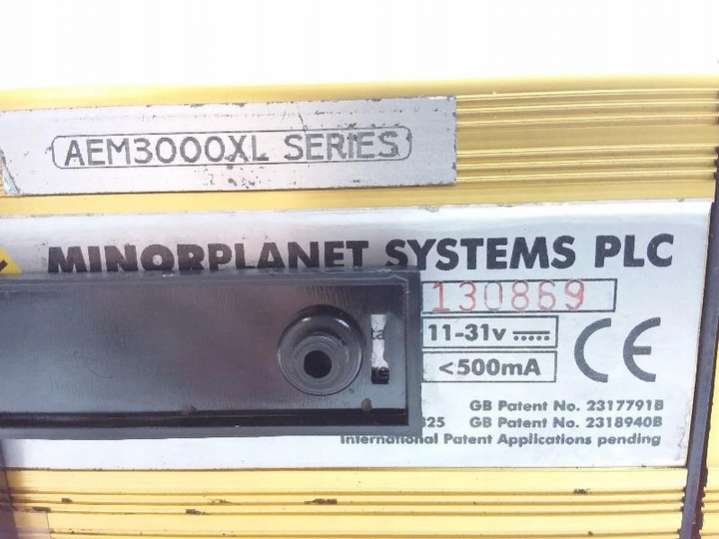 AEM3000XL SERIES
MINORPLANET SYSTEMS PLC
130869
11-31v
<500mA
CE
GB Patent No. 2317791B
825 GB Patent No. 2318940B
International Patent Applications pending